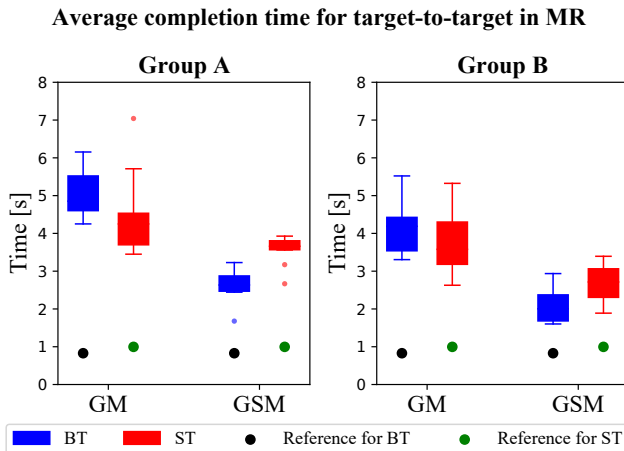 Average completion time for target-to-target in MR
Group A
Group B
Time [s]
8
7
6
5
4
3
2
1
0
GM
GSM
Time [s]
8
7
6
5
4
3
2
1
0
GM
GSM
BT
ST
Reference for BT
Reference for ST